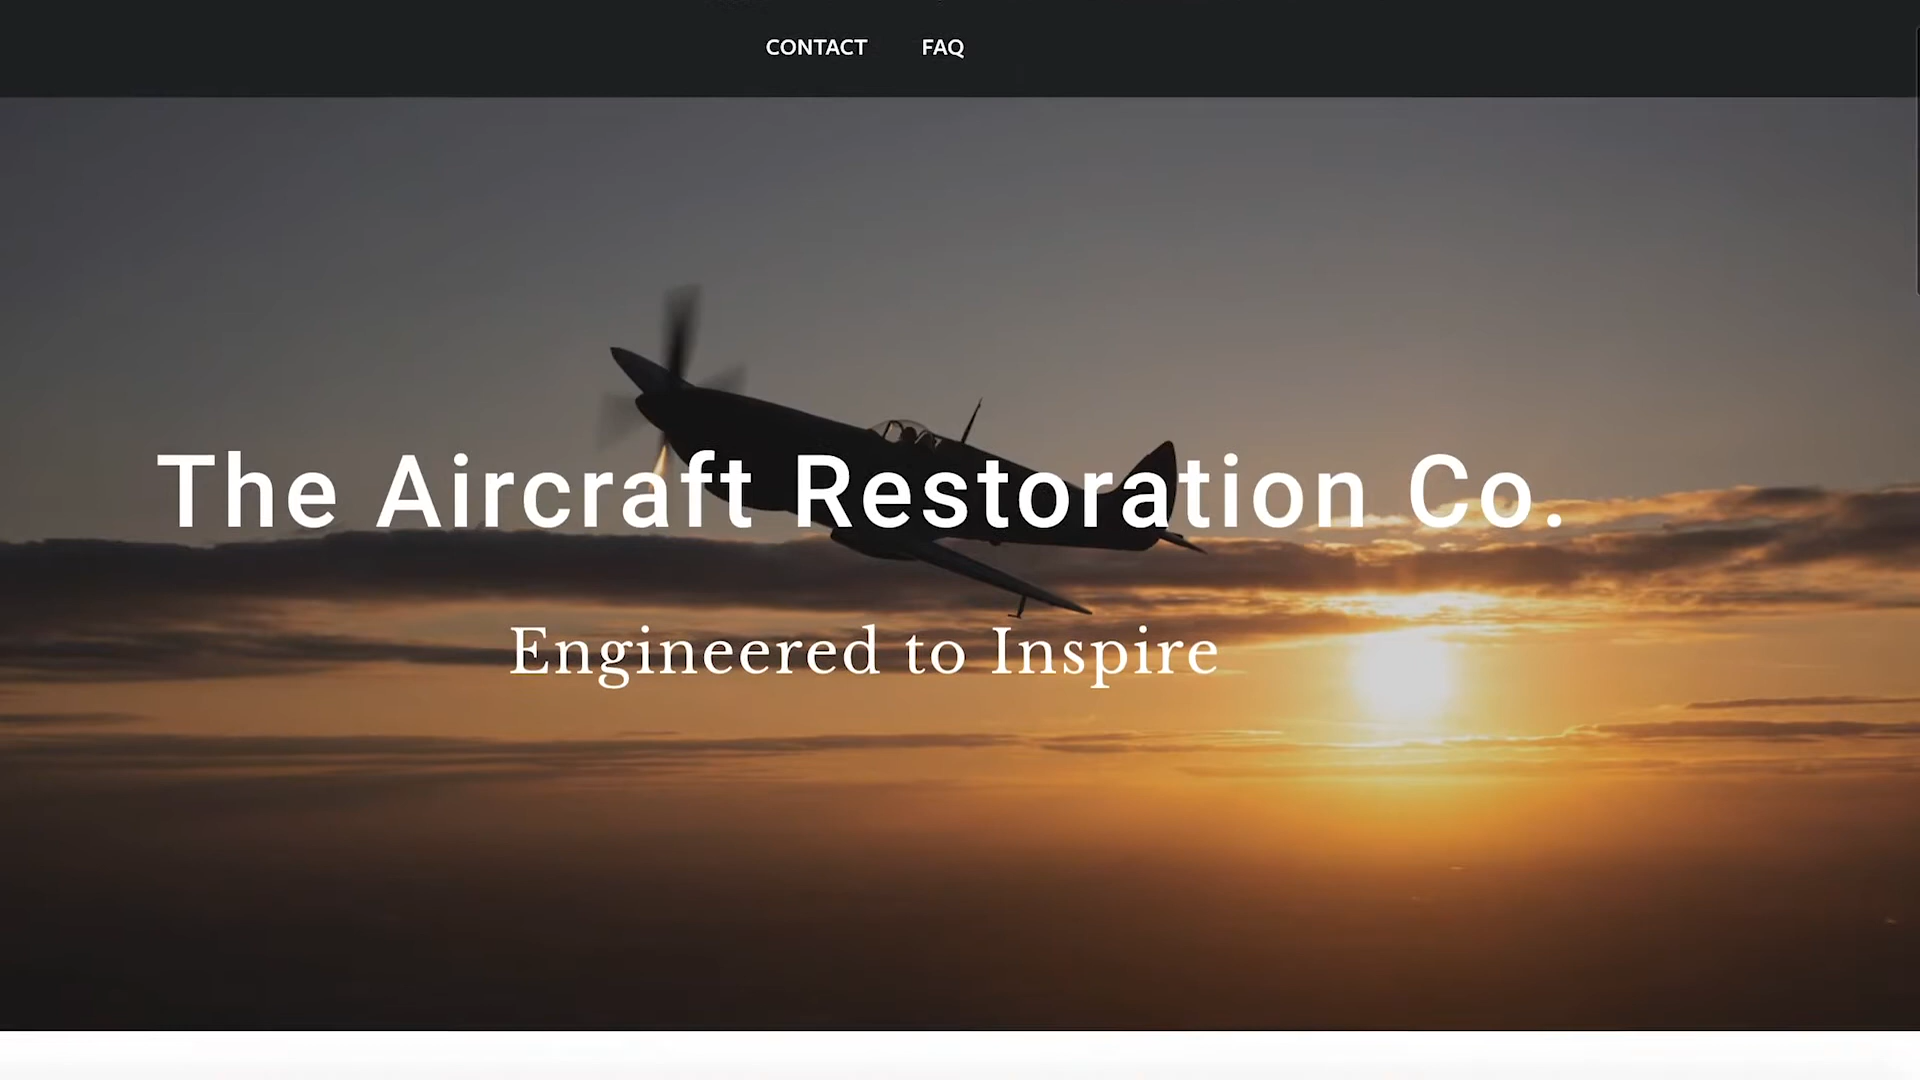 CONTACT FAQ
The Aircraft Restoration Co.
Engineered to Inspire